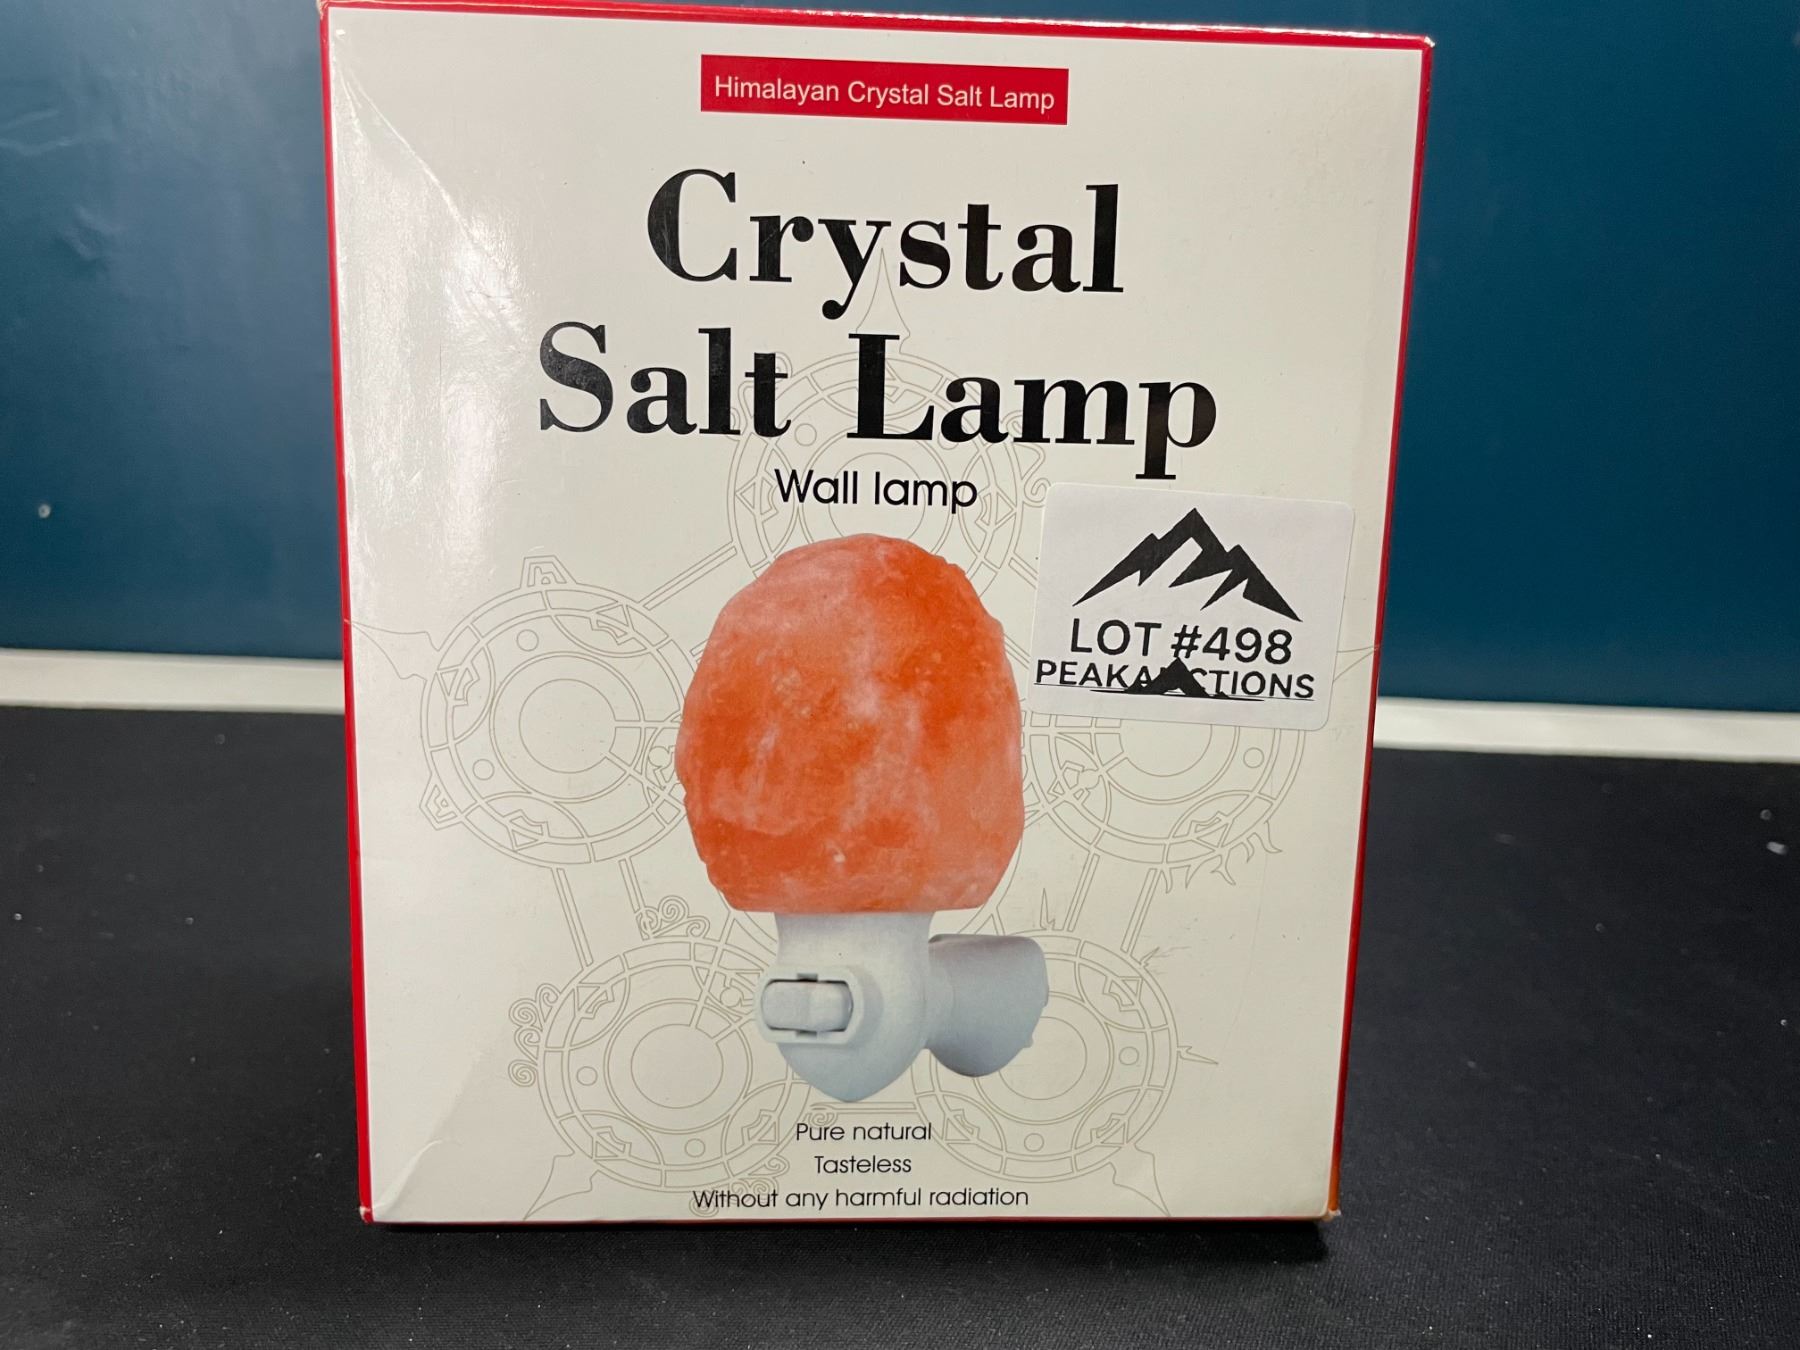 Himalayan Crystal Salt Lamp
Crystal
Salt Lamp
Wall lamp
LOT #498
PEAKAUCTIONS
Pure natural
Tasteless
Without any harmful radiation